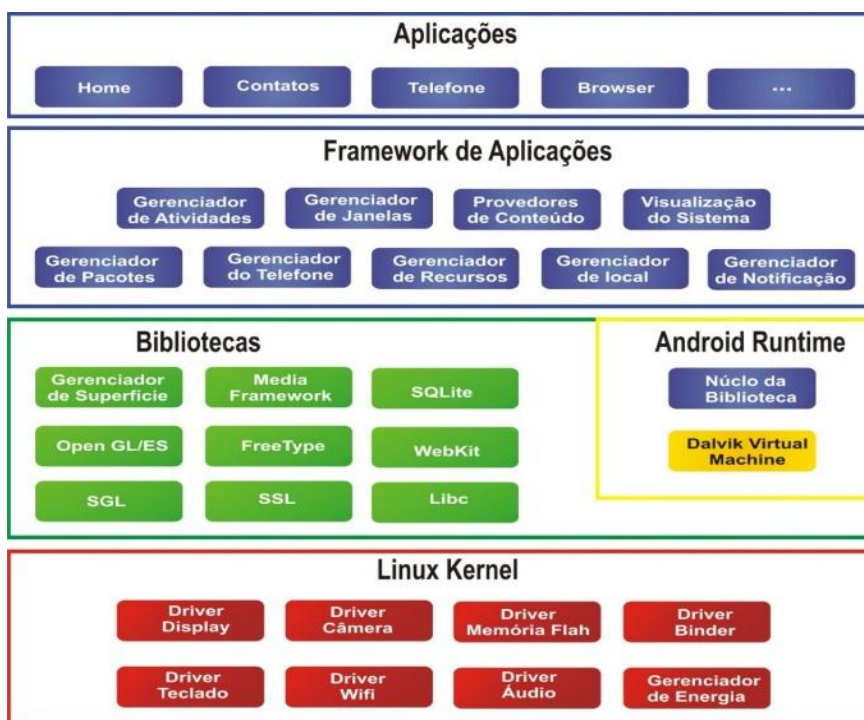 Aplicações
Home
Contatos
Telefone
Browser
...
Framework de Aplicações
Gerenciador
de Atividades
Gerenciador
de Janelas
Provedores
de Conteúdo
Visualização
do Sistema
Gerenciador
de Pacotes
Gerenciador
do Telefone
Gerenciador
de Recursos
Gerenciador
de local
Gerenciador
de Notificação
Bibliotecas
Gerenciador
de Superfície
Media
Framework
SQLite
Open GL/ES
FreeType
WebKit
SGL
SSL
Libc
Android Runtime
Núclo da
Biblioteca
Dalvik Virtual
Machine
Linux Kernel
Driver
Display
Driver
Câmera
Driver
Memória Flah
Driver
Binder
Driver
Teclado
Driver
Wifi
Driver
Áudio
Gerenciador
de Energia